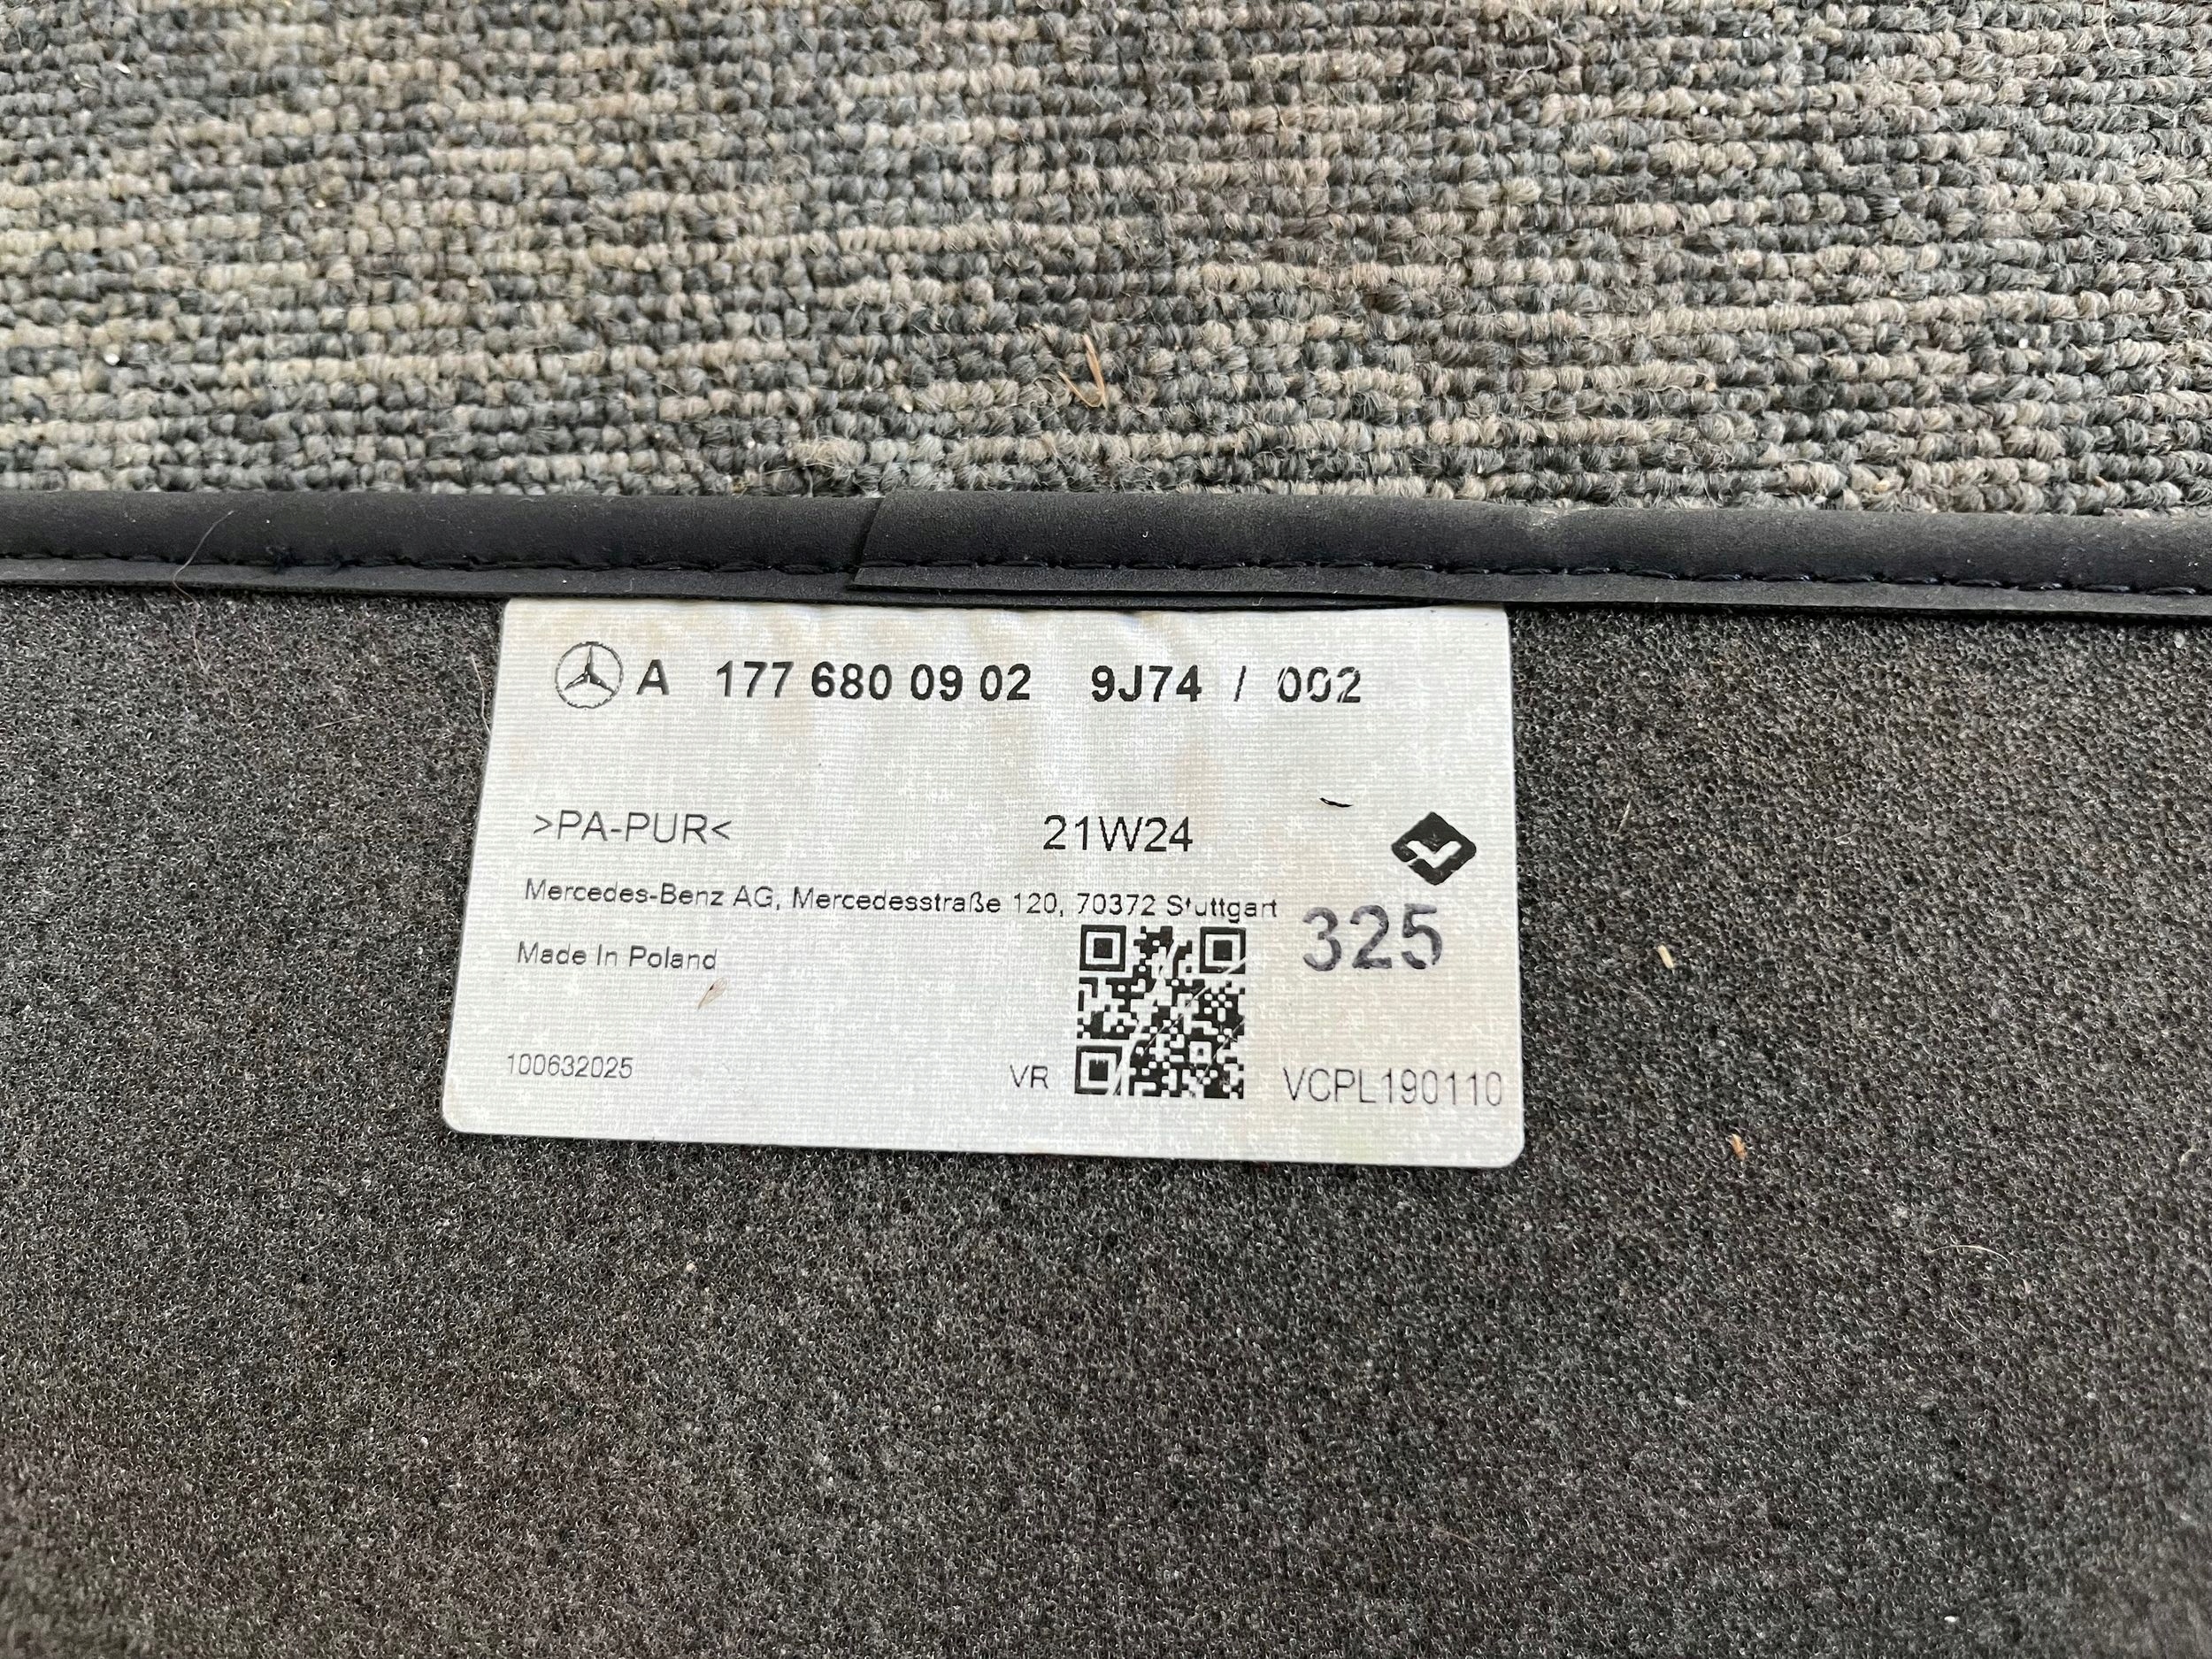 A 177 680 09 02 9J74 / 002
>PA-PUR< 21W24
Mercedes-Benz AG, Mercedesstraße 120, 70372 Stuttgart
325
Made In Poland
100632025 VR VCPL190110